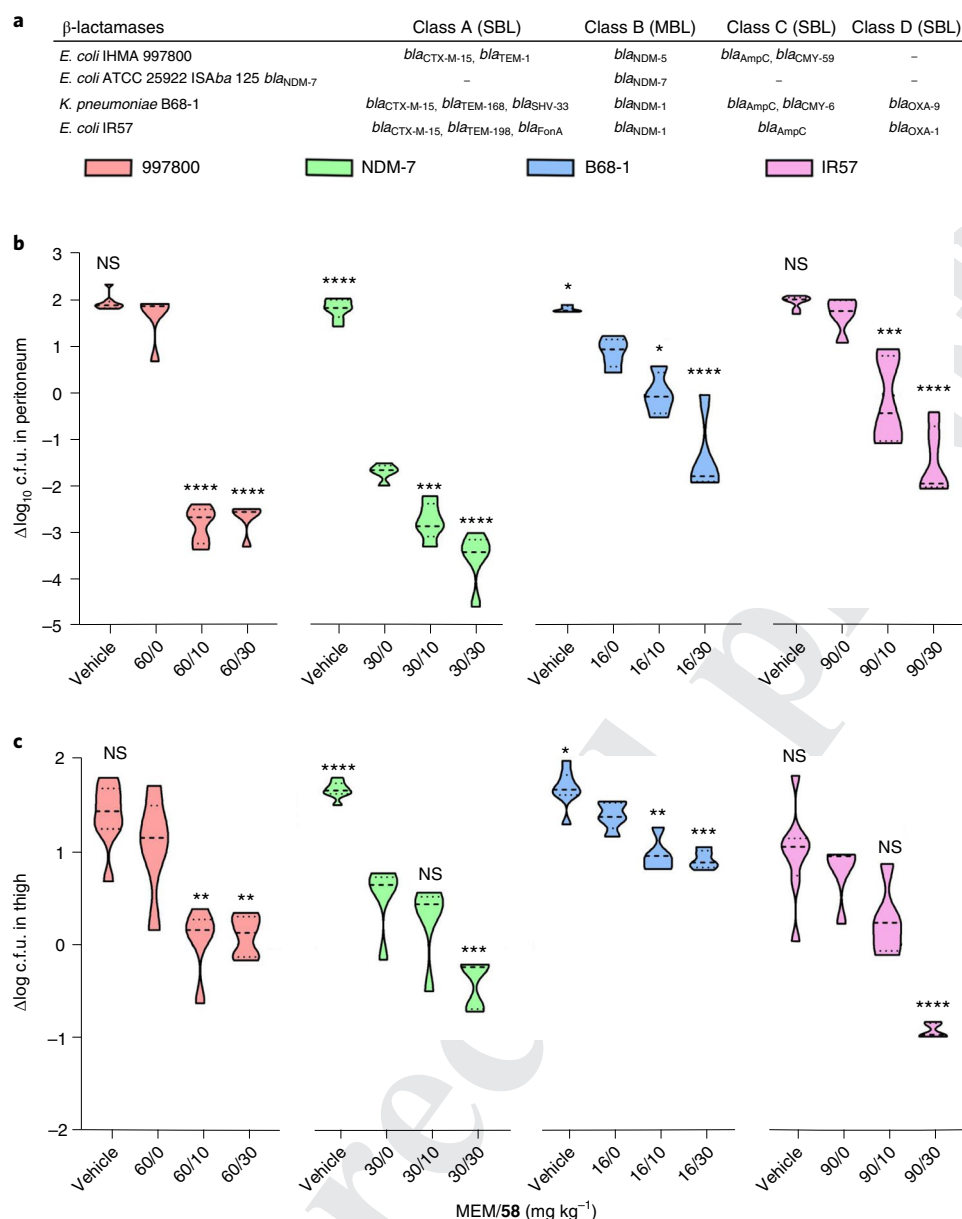 a
β-lactamases Class A (SBL) Class B (MBL) Class C (SBL) Class D (SBL)
E. coli IHMA 997800 blaCTX-M-15, blaTEM-1 blaNDM-5 blaAmpC, blaCMY-59 –
E. coli ATCC 25922 ISAba 125 blaNDM-7 – blaNDM-7 – –
K. pneumoniae B68-1 blaCTX-M-15, blaTEM-168, blaSHV-33 blaNDM-1 blaAmpC, blaCMY-6 blaOXA-9
E. coli IR57 blaCTX-M-15, blaTEM-198, blaFonA blaNDM-1 blaAmpC blaOXA-1
997800 NDM-7 B68-1 IR57
b
Δlog10 c.f.u. in peritoneum
3
2
1
0
–1
–2
–3
–4
–5
NS **** **** **** *** **** * * **** NS *** ****
Vehicle 60/0 60/10 60/30 Vehicle 30/0 30/10 30/30 Vehicle 16/0 16/10 16/30 Vehicle 90/0 90/10 90/30
c
Δlog c.f.u. in thigh
2
1
0
–1
–2
NS ** ** **** NS *** * ** *** NS NS ****
Vehicle 60/0 60/10 60/30 Vehicle 30/0 30/10 30/30 Vehicle 16/0 16/10 16/30 Vehicle 90/0 90/10 90/30
MEM/58 (mg kg–1)